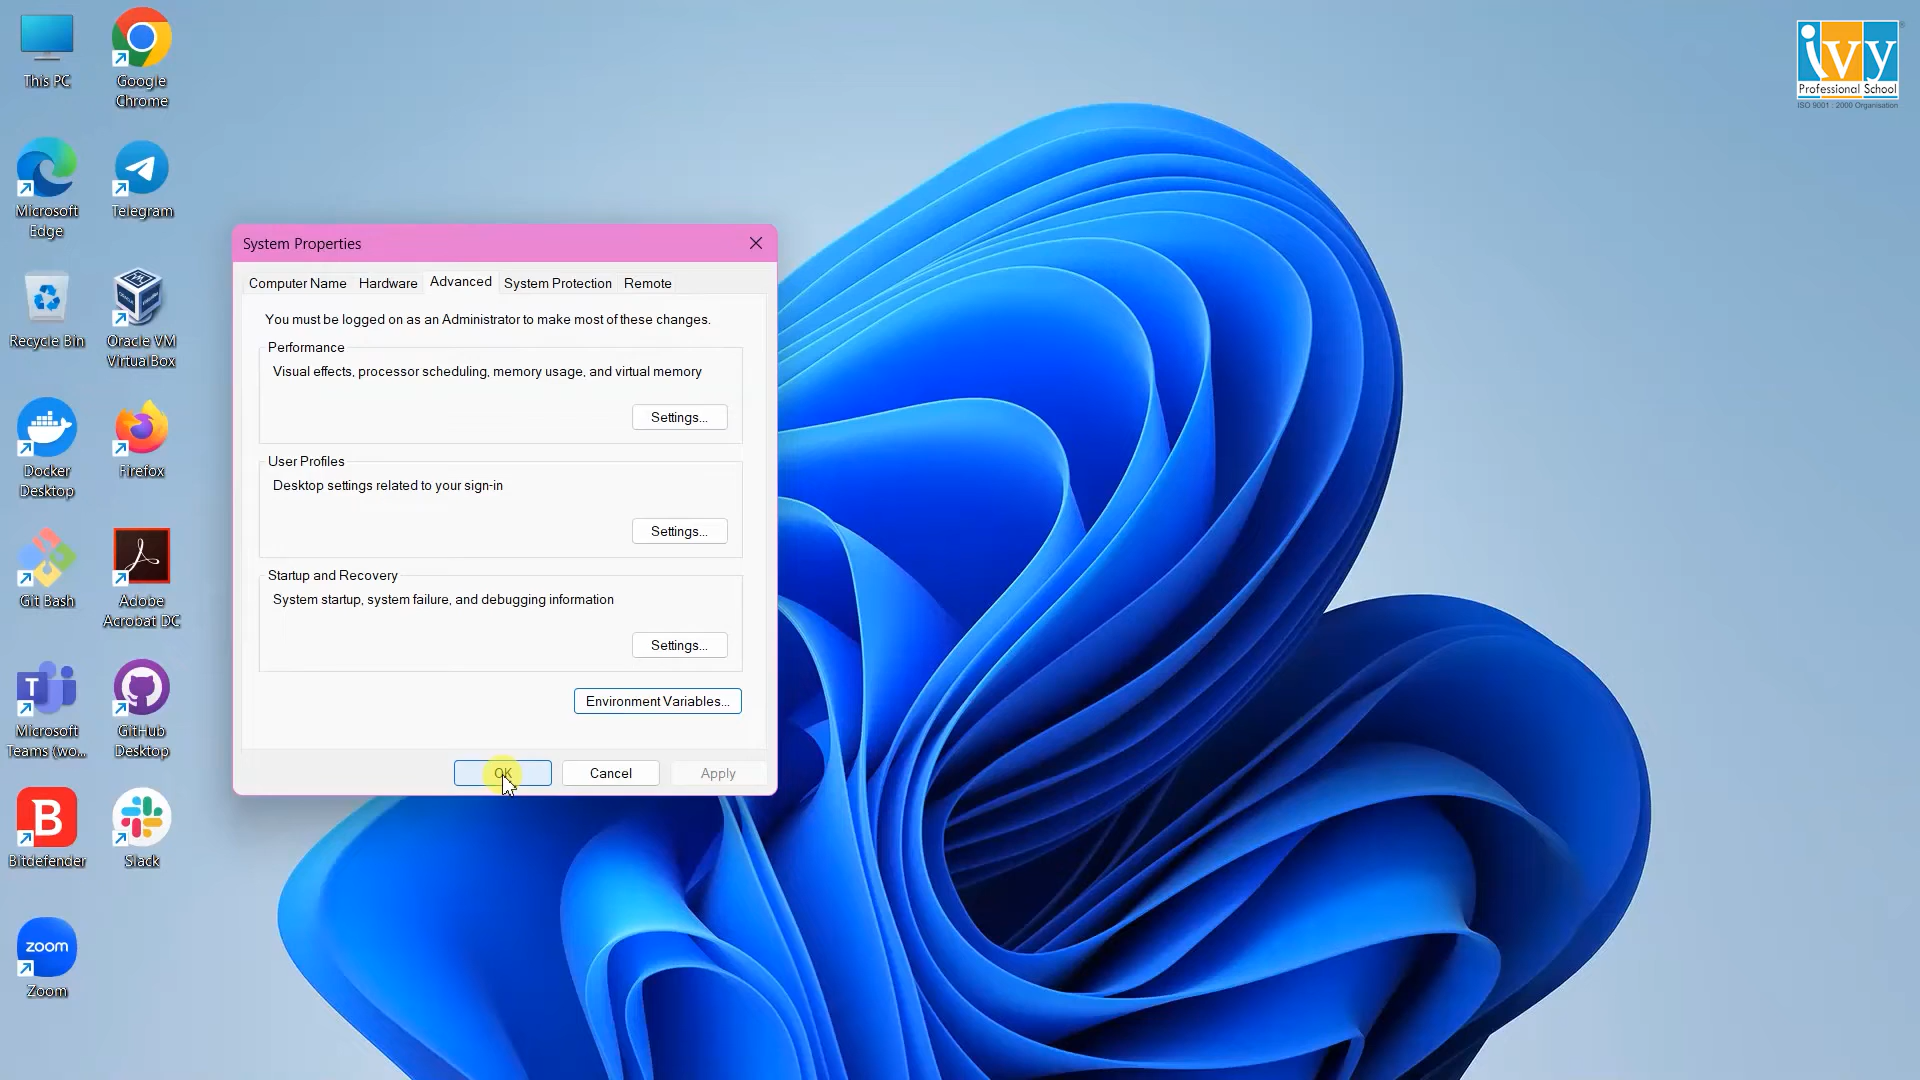 This PC
Google
Chrome
Microsoft
Edge
Telegram
Recycle Bin
Oracle VM
VirtualBox
Docker
Desktop
Firefox
Git Bash
Adobe
Acrobat DC
T
Microsoft
Teams (wo...
GitHub
Desktop
B
Bitdefender
Slack
zoom
Zoom
System Properties
Computer Name
Hardware
Advanced
System Protection
Remote
You must be logged on as an Administrator to make most of these changes.
Performance
Visual effects, processor scheduling, memory usage, and virtual memory
Settings...
User Profiles
Desktop settings related to your sign-in
Settings...
Startup and Recovery
System startup, system failure, and debugging information
Settings...
Environment Variables...
OK
Cancel
Apply
ivy
Professional School
ISO 9001 : 2000 Organisation